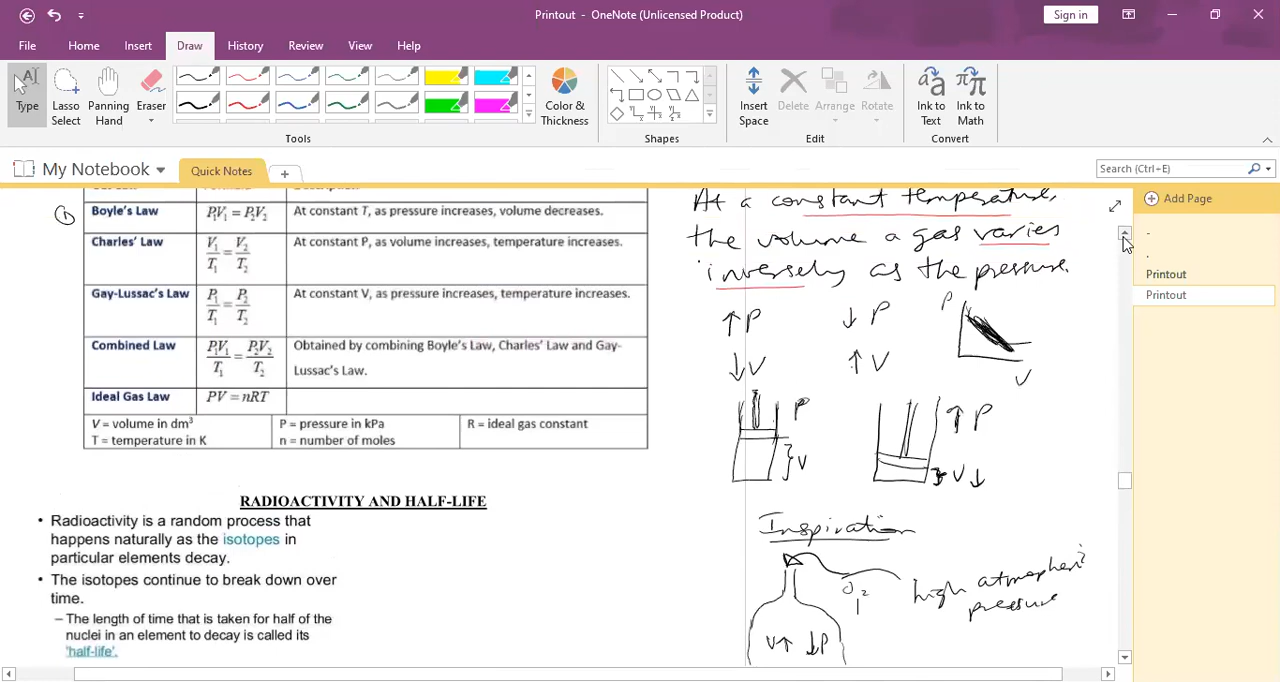 Printout - OneNote (Unlicensed Product)
Sign in
File Home Insert Draw History Review View Help
Type
Lasso Select
Panning Hand
Eraser
Color & Thickness
Insert Space
Delete
Arrange
Rotate
Ink to Text
Ink to Math
Tools
Shapes
Edit
Convert
My Notebook
Quick Notes
Search (Ctrl+E)
Add Page
-
.
Printout
Printout
①
Boyle's Law P₁V₁ = P₂V₂ At constant T, as pressure increases, volume decreases.
Charles' Law V₁/T₁ = V₂/T₂ At constant P, as volume increases, temperature increases.
Gay-Lussac's Law P₁/T₁ = P₂/T₂ At constant V, as pressure increases, temperature increases.
Combined Law P₁V₁/T₁ = P₂V₂/T₂ Obtained by combining Boyle's Law, Charles' Law and Gay-
Lussac's Law.
Ideal Gas Law PV = nRT
V = volume in dm³ P = pressure in kPa R = ideal gas constant
T = temperature in K n = number of moles
RADIOACTIVITY AND HALF-LIFE
• Radioactivity is a random process that
happens naturally as the isotopes in
particular elements decay.
• The isotopes continue to break down over
time.
– The length of time that is taken for half of the
nuclei in an element to decay is called its
'half-life'.
At a constant temperature,
the volume a gas varies
inversely as the pressure.
↑P ↓P P
↓V ↑V V
P ↑P
V V↓
Inspiration
O₂ high atmospheri
pressure
V↑ ↓P